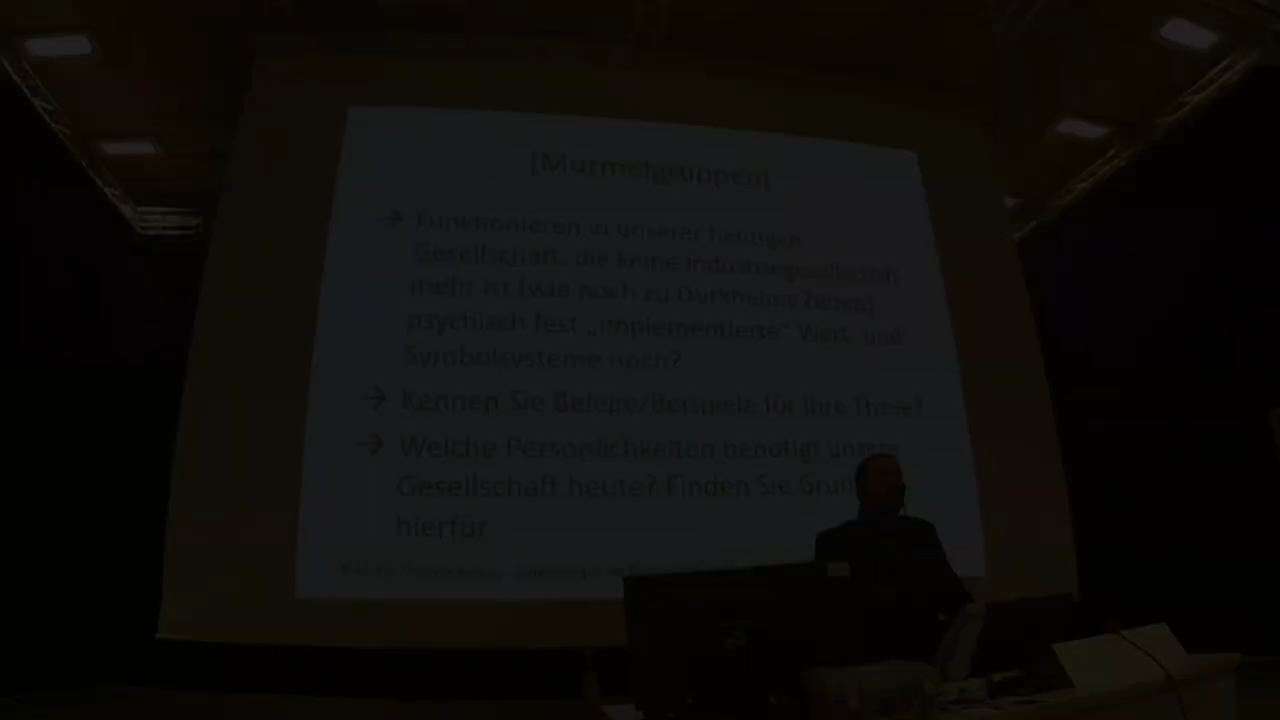 [Murmelgruppen]
→ Funktionieren in unserer heutigen
Gesellschaft, die keine Industriegesellschaft
mehr ist (wie noch zu Durkheims Zeiten)
psychisch fest „implementierte“ Wert- und
Symbolsysteme noch?
→ Kennen Sie Belege/Beispiele für Ihre These?
→ Welche Persönlichkeiten benötigt unsere
Gesellschaft heute? Finden Sie
hierfür